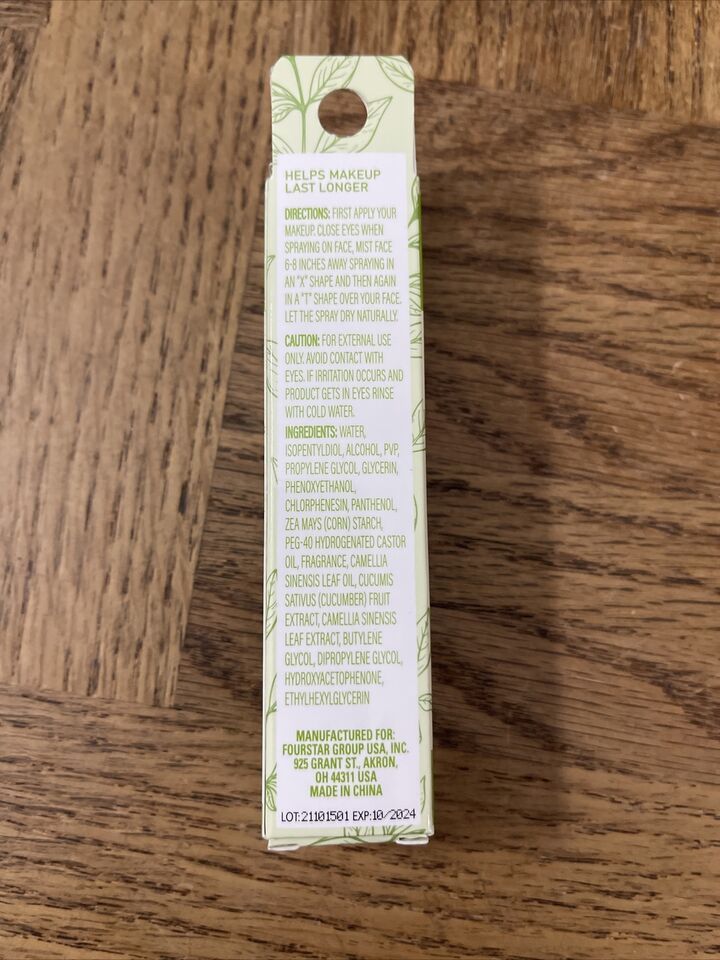 HELPS MAKEUP
LAST LONGER
DIRECTIONS: FIRST APPLY YOUR
MAKEUP. CLOSE EYES WHEN
SPRAYING ON FACE, MIST FACE
6-8 INCHES AWAY SPRAYING IN
AN "X" SHAPE AND THEN AGAIN
IN A "T" SHAPE OVER YOUR FACE.
LET THE SPRAY DRY NATURALLY.
CAUTION: FOR EXTERNAL USE
ONLY. AVOID CONTACT WITH
EYES. IF IRRITATION OCCURS AND
PRODUCT GETS IN EYES RINSE
WITH COLD WATER.
INGREDIENTS: WATER,
ISOPENTYLDIOL, ALCOHOL, PVP,
PROPYLENE GLYCOL, GLYCERIN,
PHENOXYETHANOL,
CHLORPHENESIN, PANTHENOL,
ZEA MAYS (CORN) STARCH,
PEG-40 HYDROGENATED CASTOR
OIL, FRAGRANCE, CAMELLIA
SINENSIS LEAF OIL, CUCUMIS
SATIVUS (CUCUMBER) FRUIT
EXTRACT, CAMELLIA SINENSIS
LEAF EXTRACT, BUTYLENE
GLYCOL, DIPROPYLENE GLYCOL,
HYDROXYACETOPHENONE,
ETHYLHEXYLGLYCERIN
MANUFACTURED FOR:
FOURSTAR GROUP USA, INC.
925 GRANT ST., AKRON,
OH 44311 USA
MADE IN CHINA
LOT:21101501 EXP:10/2024